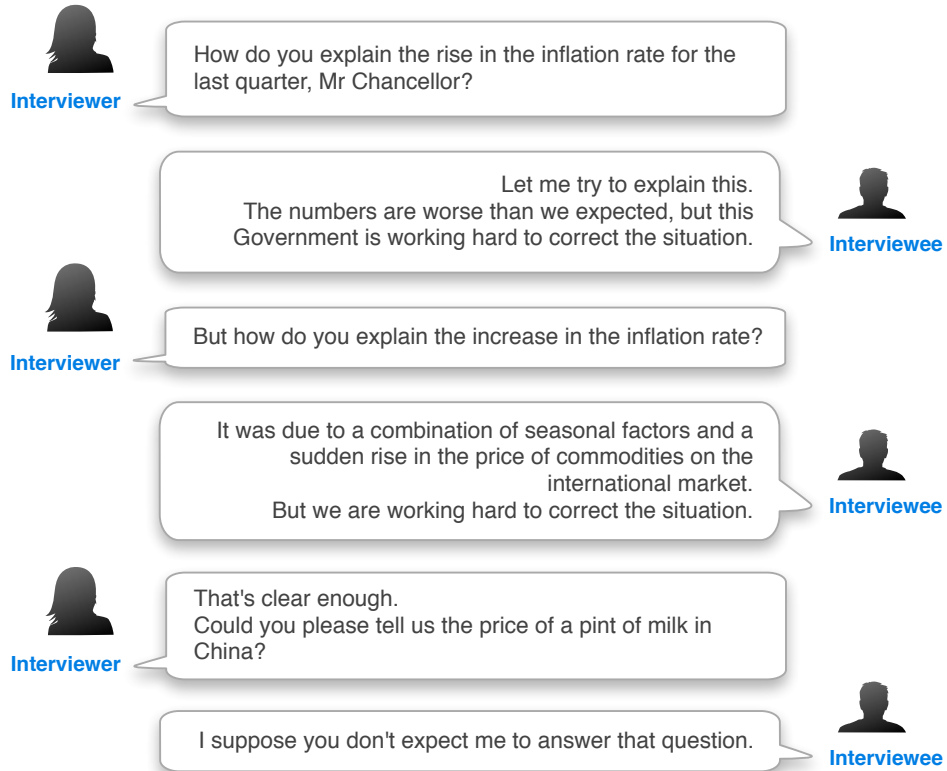 How do you explain the rise in the inflation rate for the
last quarter, Mr Chancellor?
Interviewer
Let me try to explain this.
The numbers are worse than we expected, but this
Government is working hard to correct the situation.
Interviewee
But how do you explain the increase in the inflation rate?
Interviewer
It was due to a combination of seasonal factors and a
sudden rise in the price of commodities on the
international market.
But we are working hard to correct the situation.
Interviewee
That's clear enough.
Could you please tell us the price of a pint of milk in
China?
Interviewer
I suppose you don't expect me to answer that question.
Interviewee